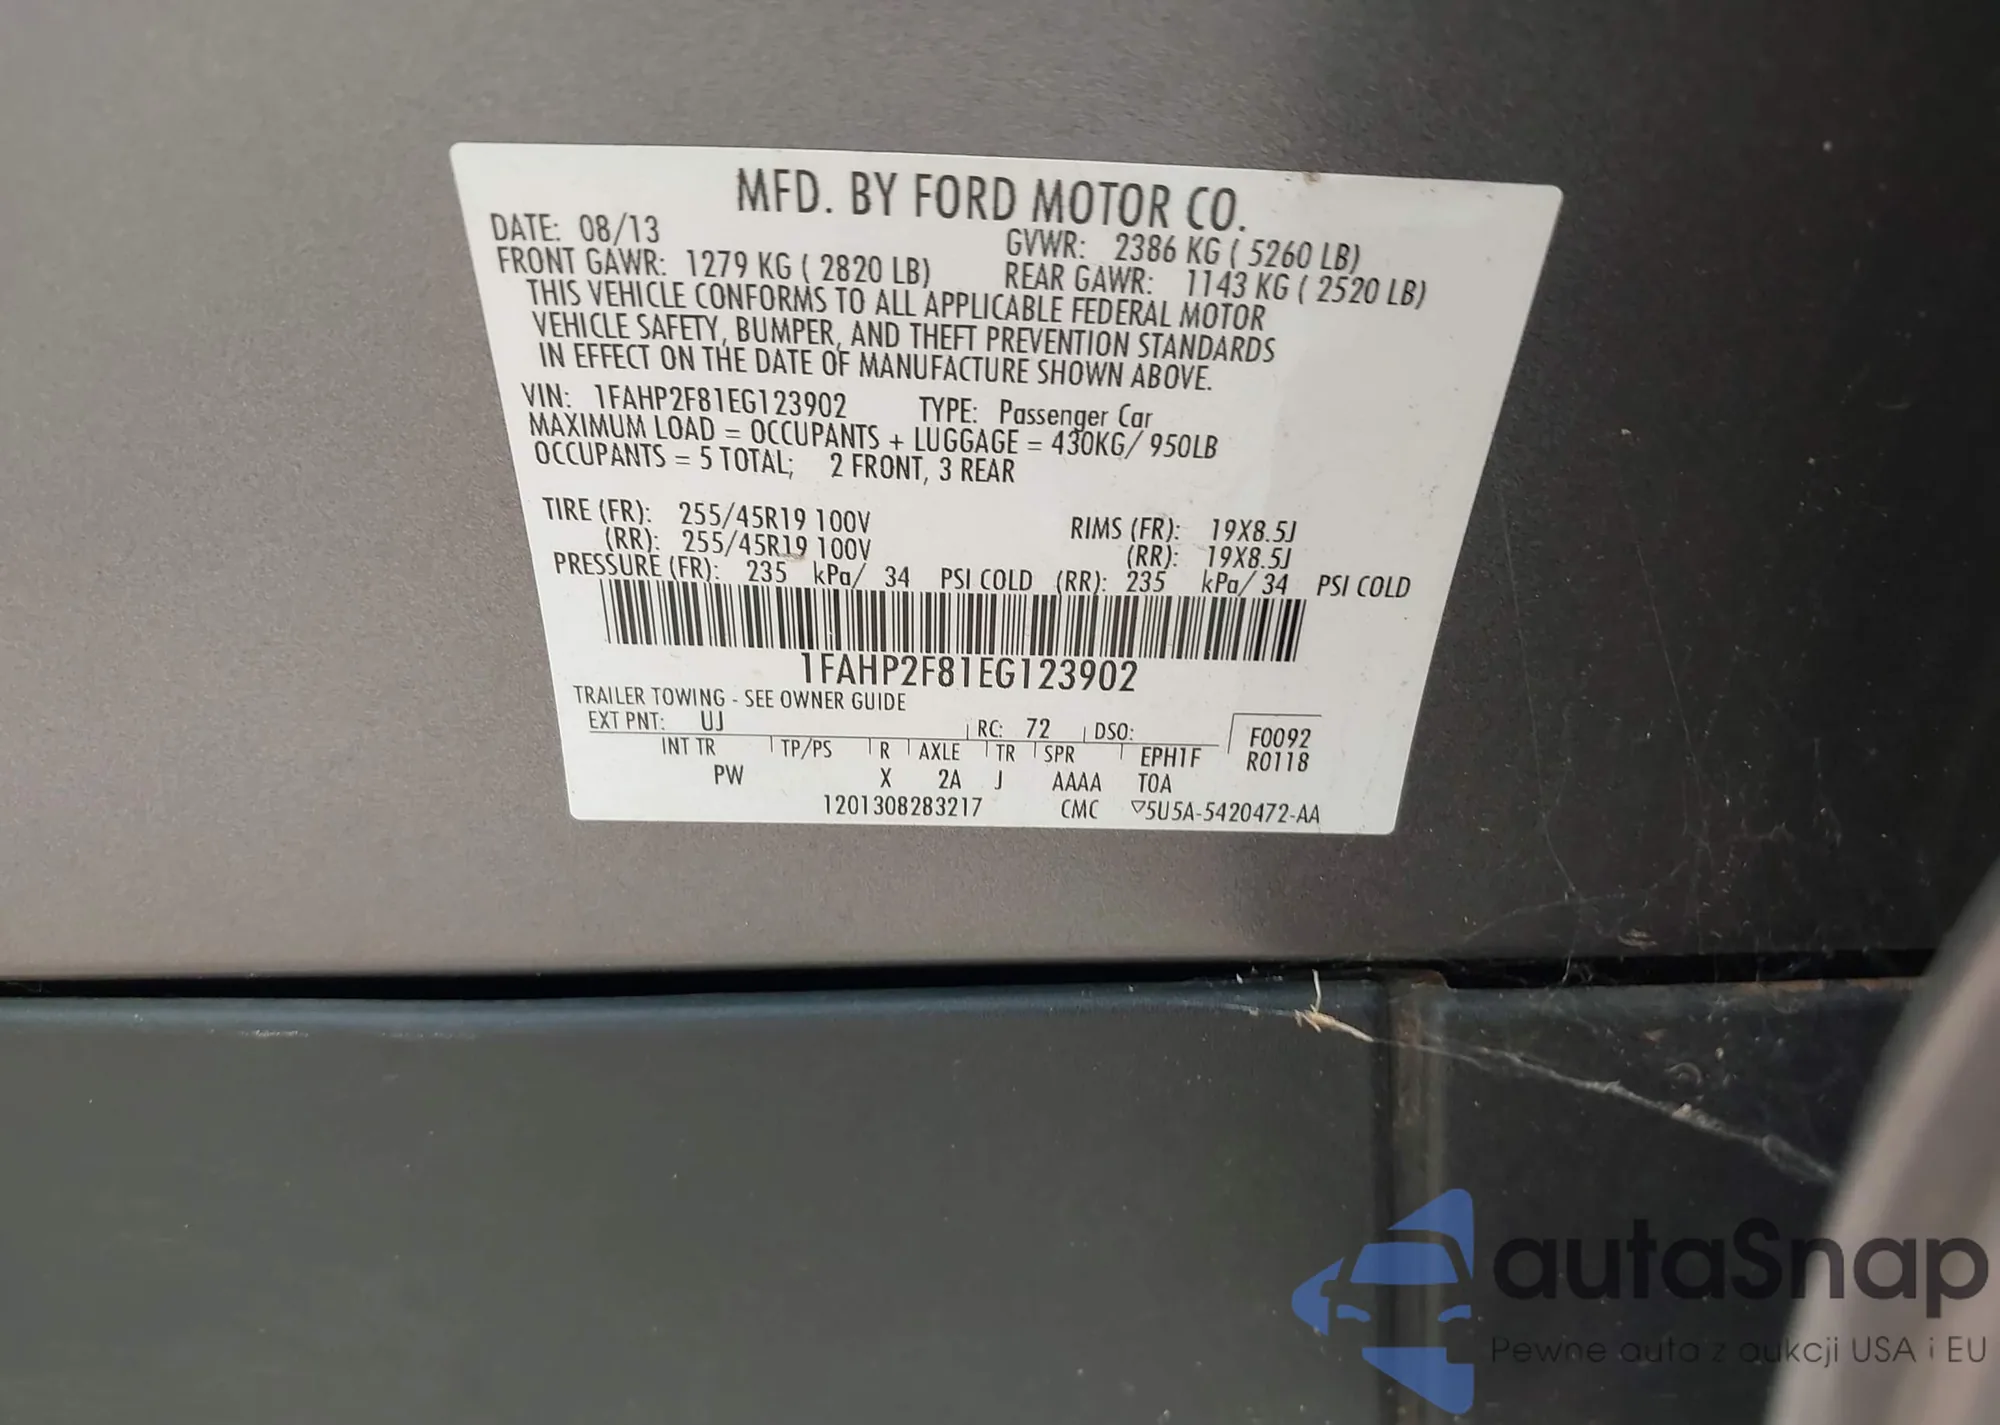 MFD. BY FORD MOTOR CO.
DATE: 08/13 GVWR: 2386 KG ( 5260 LB)
FRONT GAWR: 1279 KG ( 2820 LB) REAR GAWR: 1143 KG ( 2520 LB)
THIS VEHICLE CONFORMS TO ALL APPLICABLE FEDERAL MOTOR
VEHICLE SAFETY, BUMPER, AND THEFT PREVENTION STANDARDS
IN EFFECT ON THE DATE OF MANUFACTURE SHOWN ABOVE.
VIN: 1FAHP2F81EG123902 TYPE: Passenger Car
MAXIMUM LOAD = OCCUPANTS + LUGGAGE = 430KG/ 950LB
OCCUPANTS = 5 TOTAL; 2 FRONT, 3 REAR
TIRE (FR): 255/45R19 100V RIMS (FR): 19X8.5J
(RR): 255/45R19 100V (RR): 19X8.5J
PRESSURE (FR): 235 kPa/ 34 PSI COLD (RR): 235 kPa/ 34 PSI COLD
1FAHP2F81EG123902
TRAILER TOWING - SEE OWNER GUIDE
EXT PNT: UJ RC: 72 DSO: F0092
INT TR TP/PS R AXLE TR SPR EPH1F R0118
PW X 2A J AAAA TOA
1201308283217 CMC ▽5U5A-5420472-AA
autaSnap
Pewne auta z aukcji USA i EU